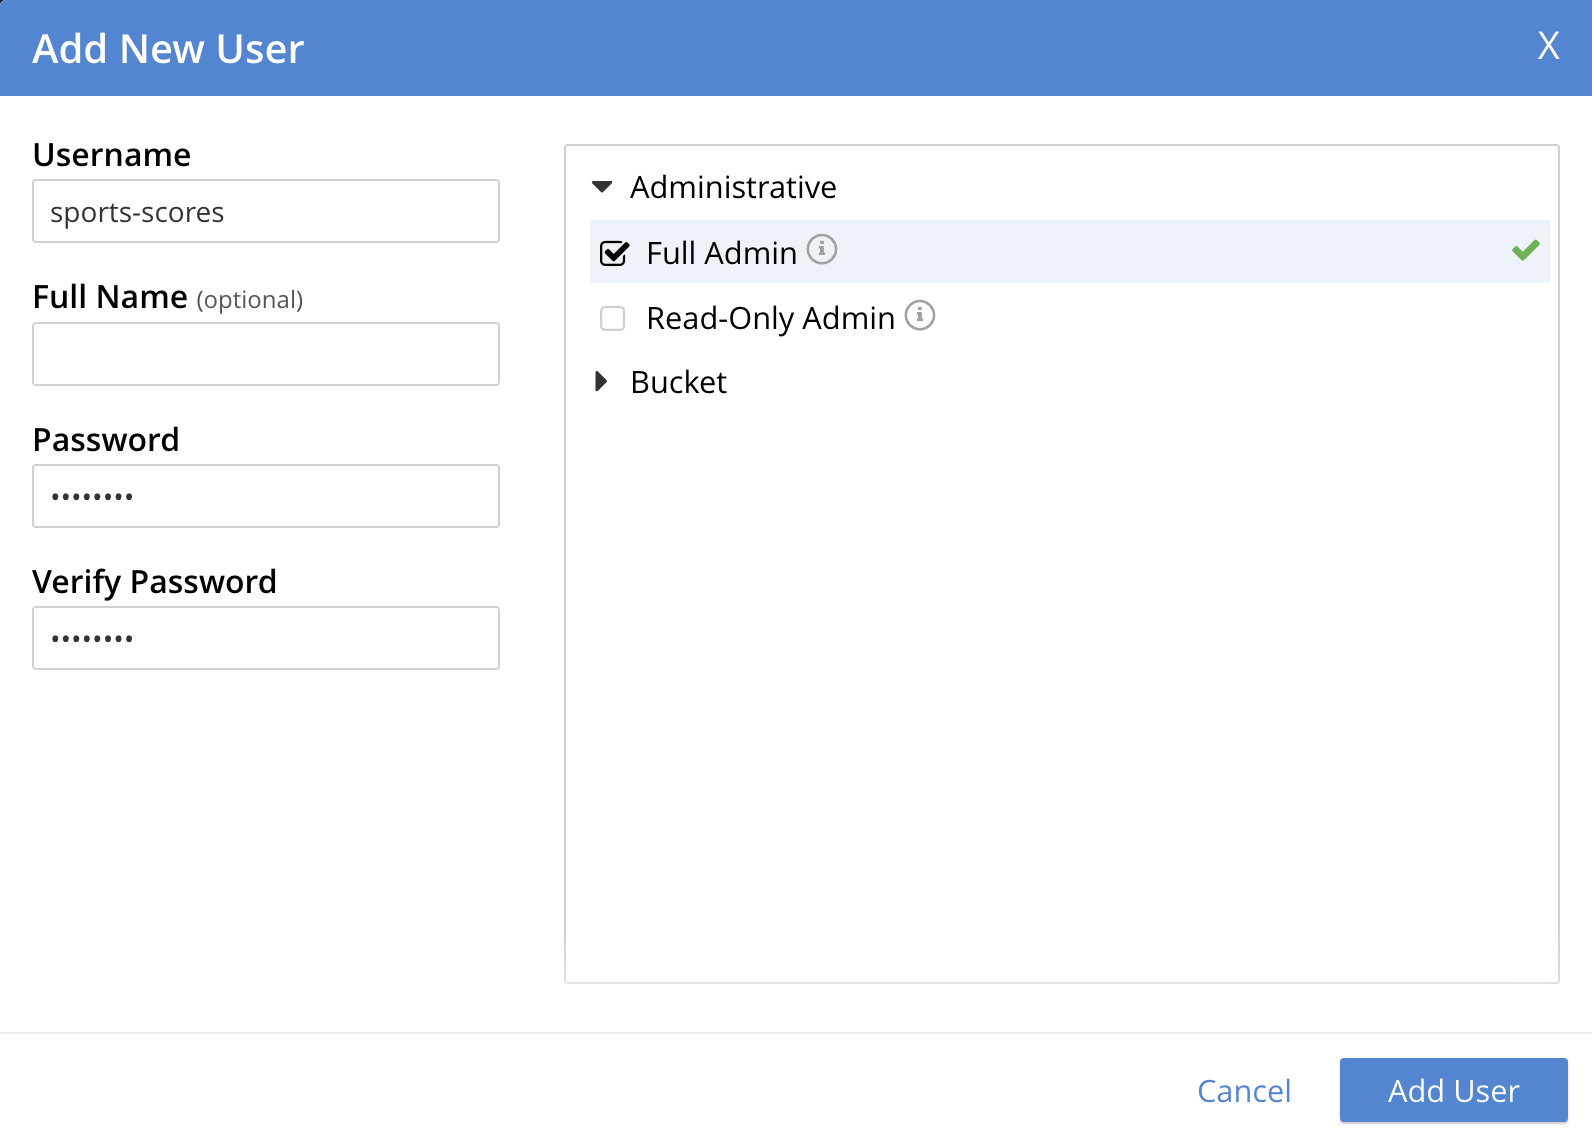 Add New User
X
Username
sports-scores
Full Name (optional)
Password
••••••••
Verify Password
••••••••
Administrative
Full Admin
Read-Only Admin
Bucket
Cancel
Add User